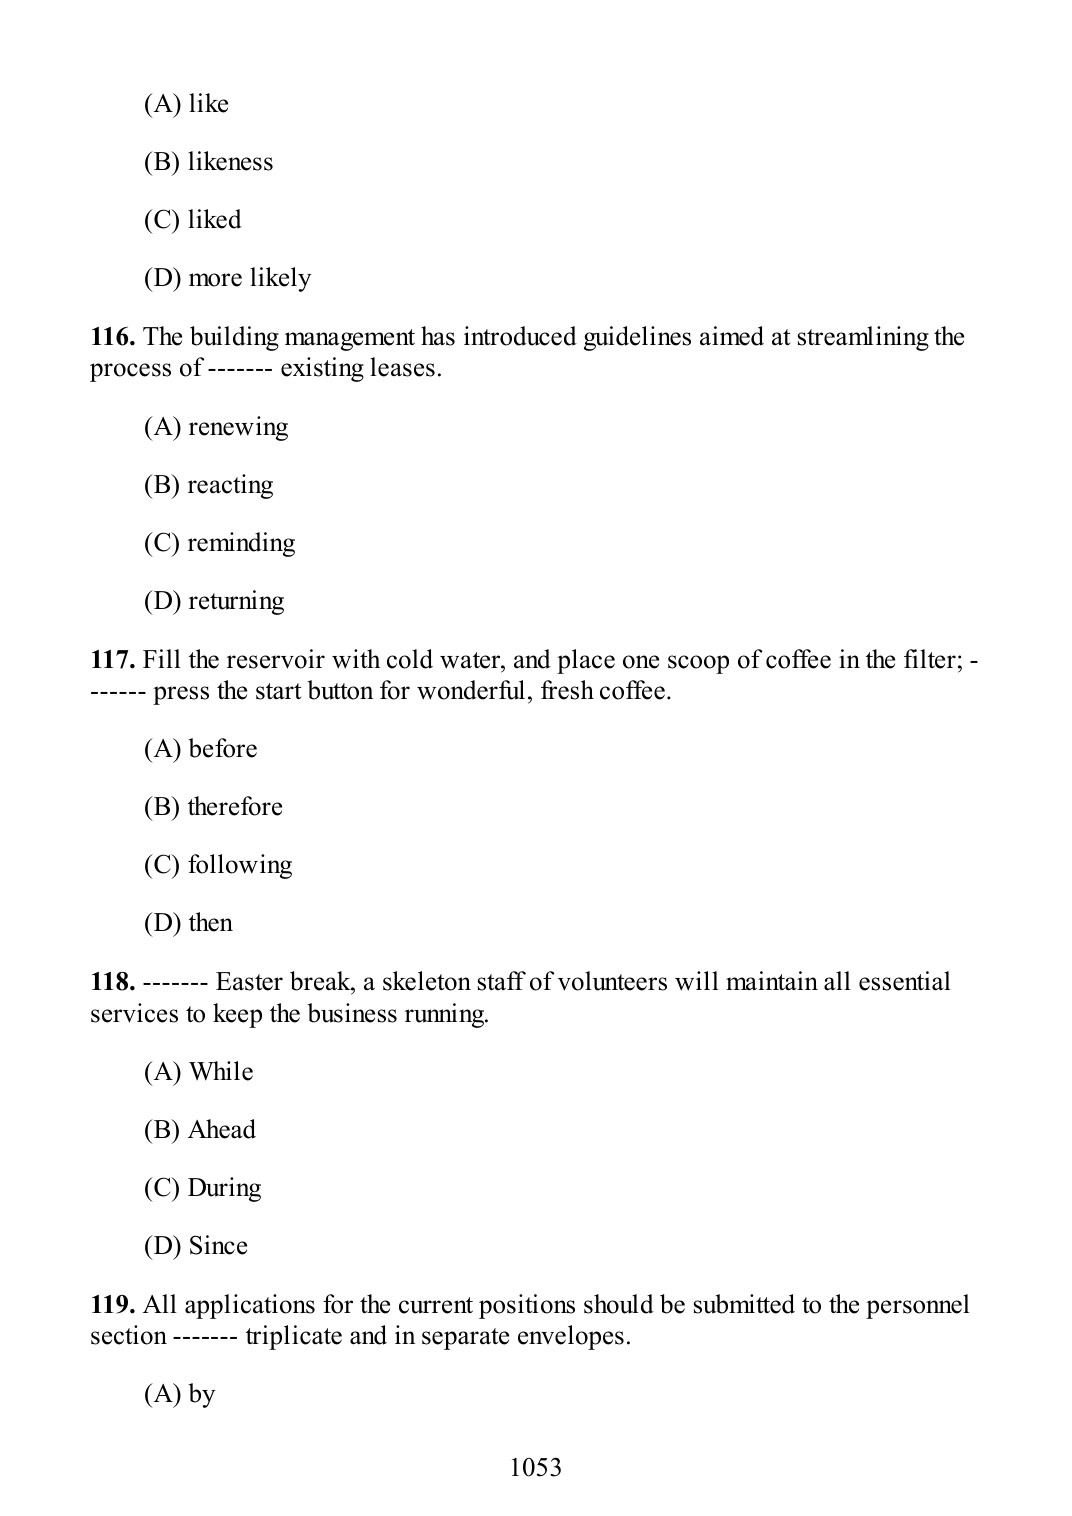 (A) like
(B) likeness
(C) liked
(D) more likely
116. The building management has introduced guidelines aimed at streamlining the
process of ------- existing leases.
(A) renewing
(B) reacting
(C) reminding
(D) returning
117. Fill the reservoir with cold water, and place one scoop of coffee in the filter; -
------ press the start button for wonderful, fresh coffee.
(A) before
(B) therefore
(C) following
(D) then
118. ------- Easter break, a skeleton staff of volunteers will maintain all essential
services to keep the business running.
(A) While
(B) Ahead
(C) During
(D) Since
119. All applications for the current positions should be submitted to the personnel
section ------- triplicate and in separate envelopes.
(A) by
1053